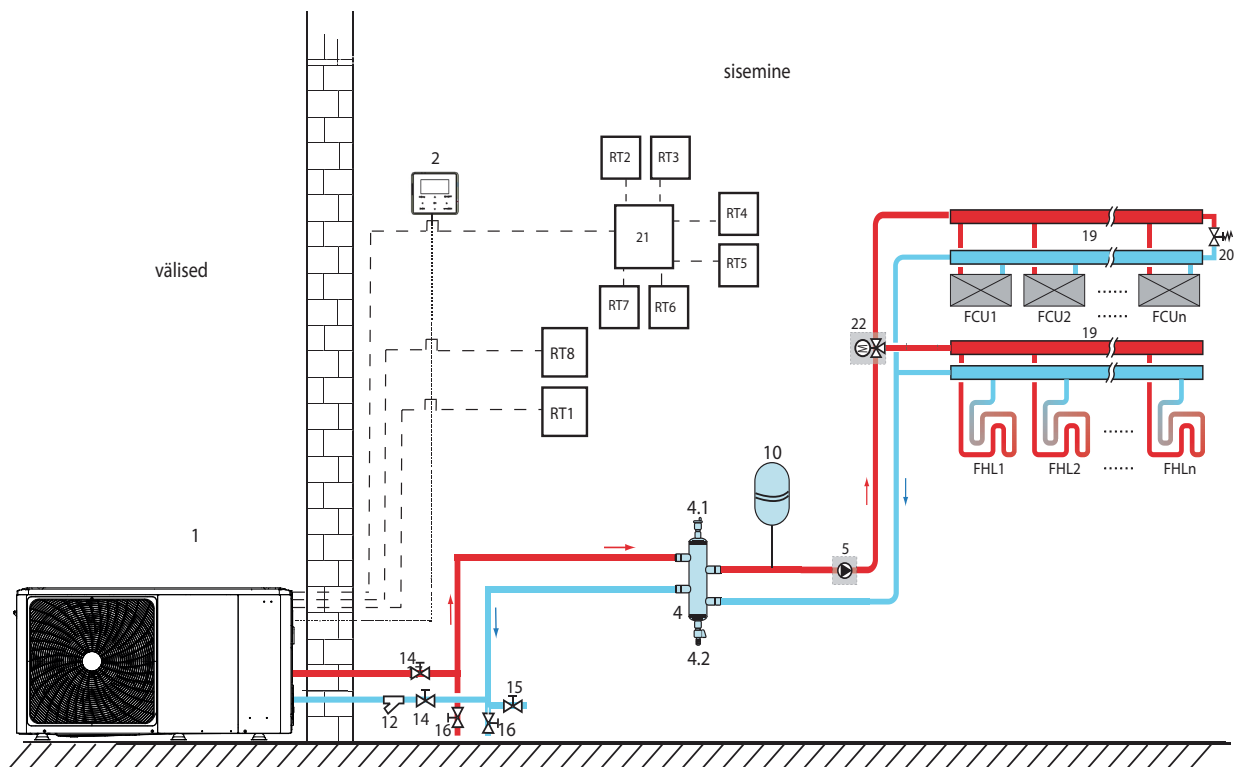 sisemine
2
RT2
RT3
RT4
21
RT5
RT7
RT6
19
20
välised
FCU1
FCU2
......
......
FCUn
22
M
19
RT8
RT1
......
......
FHL1
FHL2
FHLn
10
4.1
1
5
4
4.2
14
15
12
14
16
16